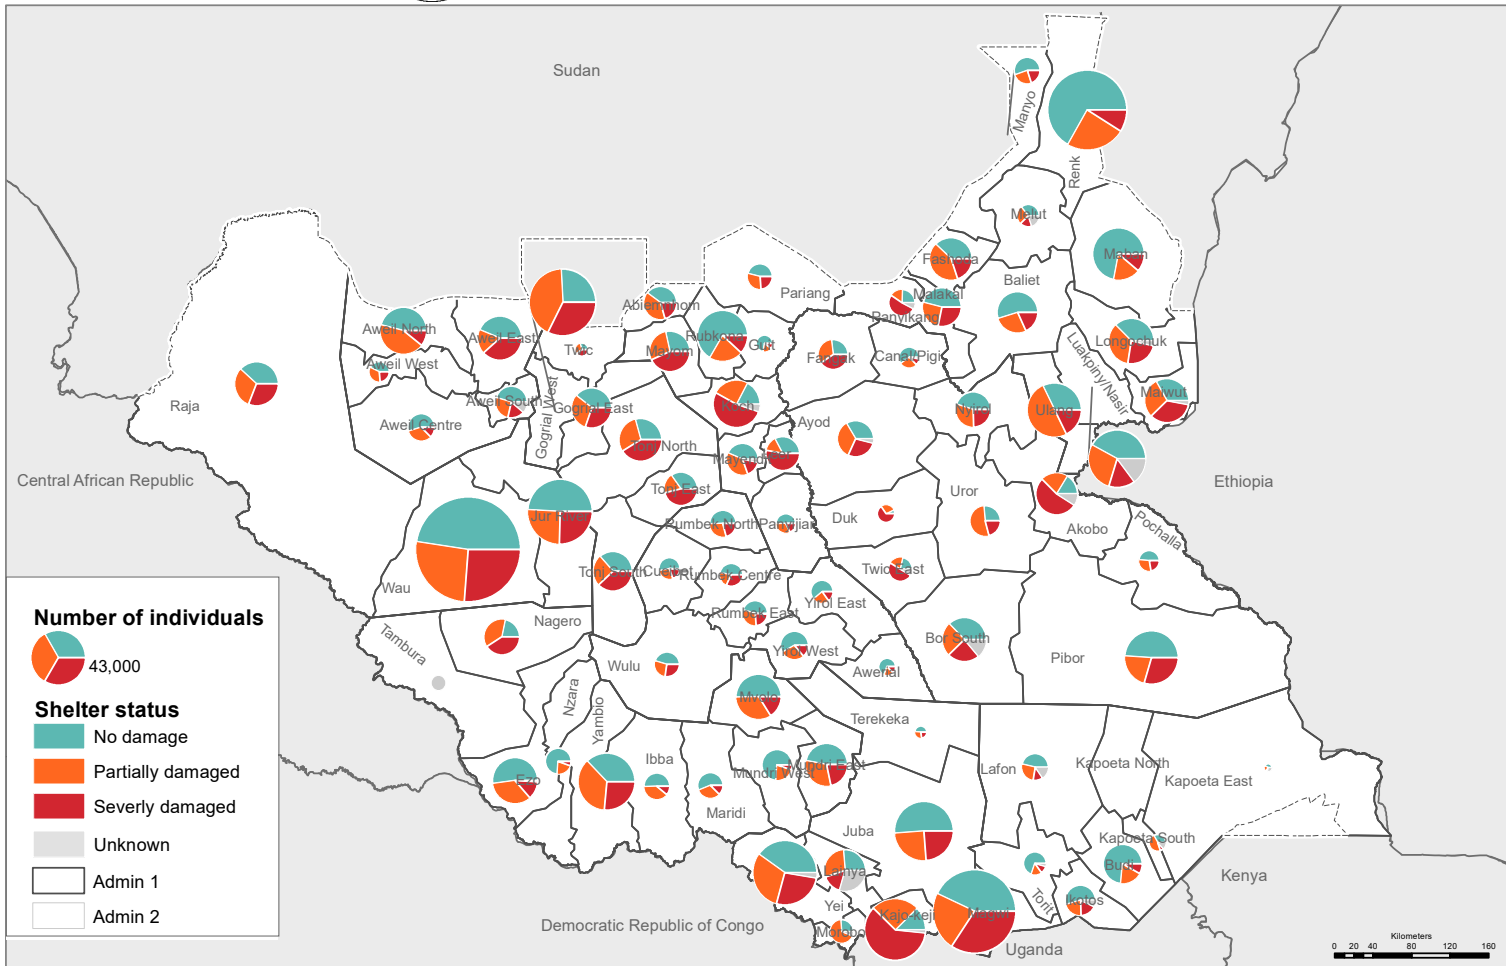 Sudan
Manyo
Renk
Melut
Maban
Fashoda
Baliet
Pariang
Abiemnhom
Malakal
Panyikang
Aweil North
Aweil East
Twic
Mayom
Rubkona
Guit
Fangak
Canal/Pigi
Longochuk
Luakpiny/Nasir
Aweil West
Maiwut
Raja
Aweil South
Gogrial West
Gogrial East
Koch
Nyirol
Ulang
Aweil Centre
Ayod
Toni North
Mayendit
Leer
Central African Republic
Ethiopia
Tonj East
Uror
Jur River
Rumbek North
Panyijiar
Duk
Akobo
Pochalla
Tonj South
Cueibet
Rumbek Centre
Twic East
Wau
Yirol East
Rumbek East
Nagero
Tambura
Bor South
Pibor
Wulu
Yirol West
Awerial
Nzara
Yambio
Mvolo
Terekeka
Ibba
Mundri West
Mundri East
Lafon
Kapoeta North
Kapoeta East
Ezo
Maridi
Juba
Kapoeta South
Budi
Lainya
Kenya
Yei
Torit
Ikotos
Kajo-keji
Magwi
Morobo
Democratic Republic of Congo
Uganda
Number of individuals
43,000
Shelter status
No damage
Partially damaged
Severly damaged
Unknown
Admin 1
Admin 2
Kilometers
0 20 40 80 120 160